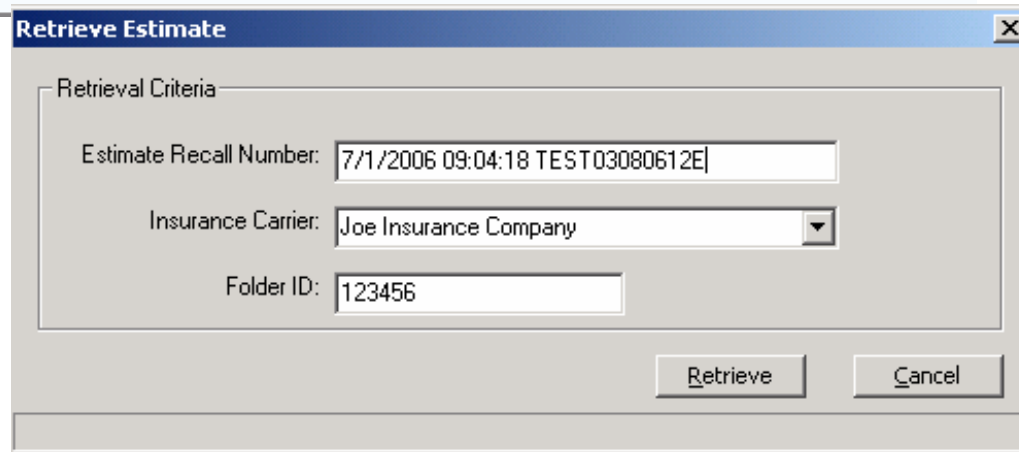 Retrieve Estimate
Retrieval Criteria
Estimate Recall Number: 7/1/2006 09:04:18 TEST03080612E
Insurance Carrier: Joe Insurance Company
Folder ID: 123456
Retrieve Cancel